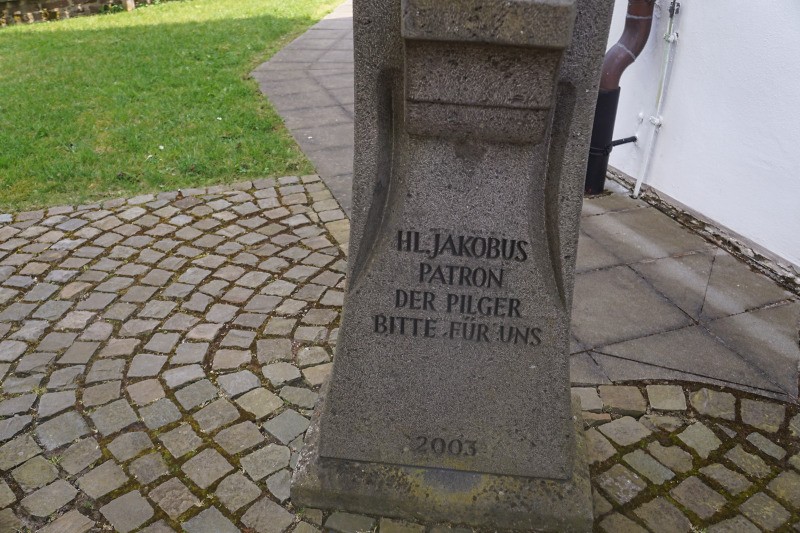 HL.JAKOBUS
PATRON
DER PILGER
BITTE FÜR UNS
2003